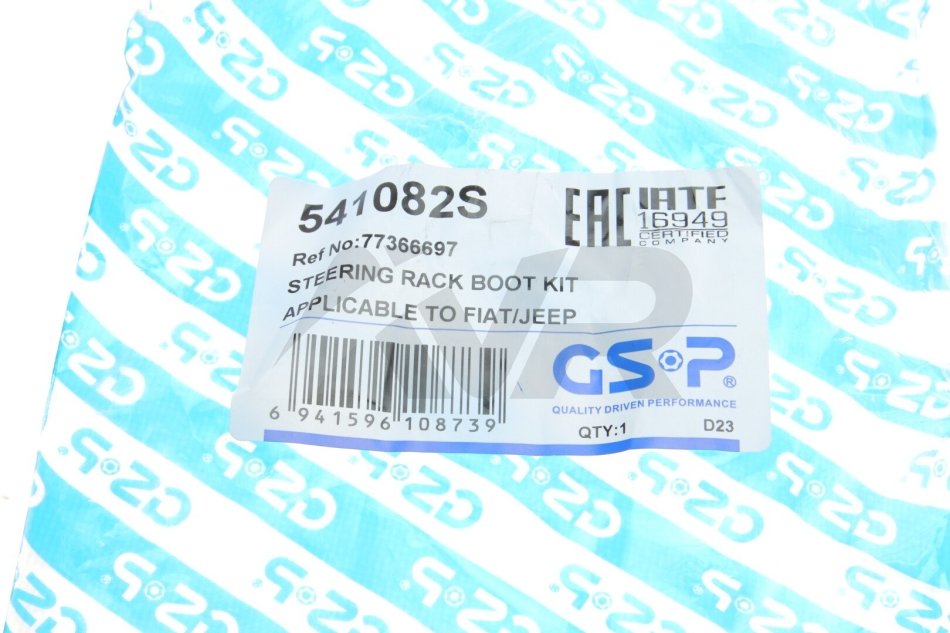 541082S
Ref No:77366697
STEERING RACK BOOT KIT
APPLICABLE TO FIAT/JEEP
EAC
IATF
16949
CERTIFIED
COMPANY
6 941596 108739
GSP®
QUALITY DRIVEN PERFORMANCE
QTY:1
D23